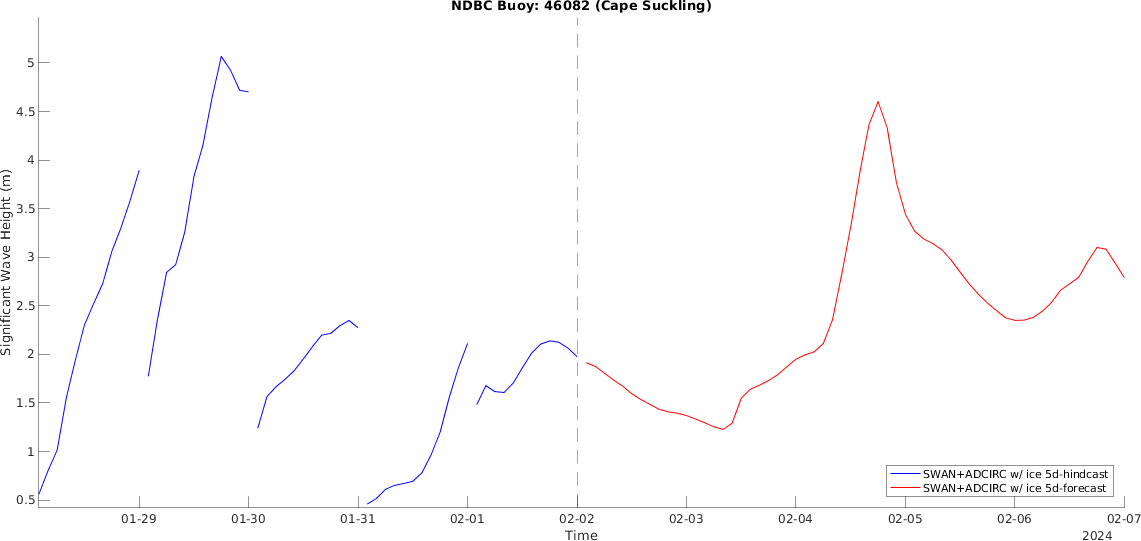 NDBC Buoy: 46082 (Cape Suckling)
Significant Wave Height (m)
5
4.5
4
3.5
3
2.5
2
1.5
1
0.5
SWAN+ADCIRC w/ ice 5d-hindcast
SWAN+ADCIRC w/ ice 5d-forecast
01-29 01-30 01-31 02-01 02-02 02-03 02-04 02-05 02-06 02-07
Time
2024